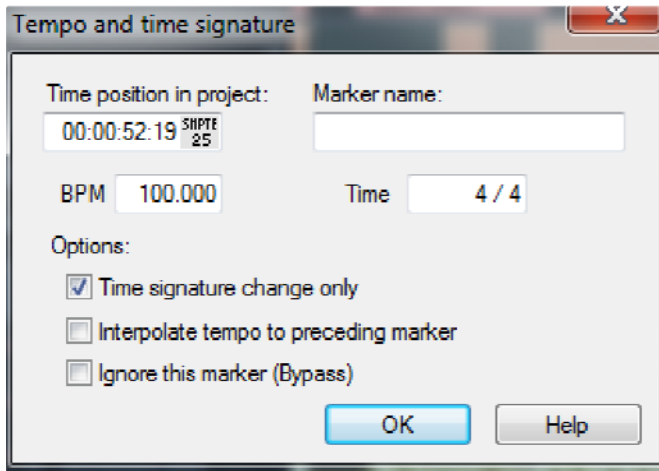 Tempo and time signature
Time position in project: Marker name:
00:00:52:19 SMPTE 25
BPM 100.000 Time 4 / 4
Options:
Time signature change only
Interpolate tempo to preceding marker
Ignore this marker (Bypass)
OK Help